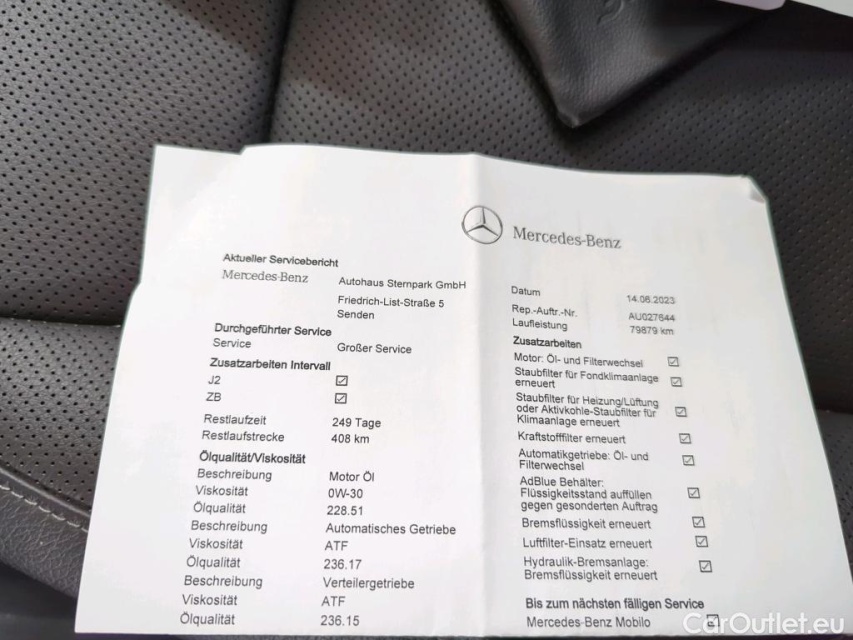 Mercedes-Benz
Aktueller Servicebericht
Mercedes-Benz Autohaus Sternpark GmbH
Friedrich-List-Straße 5
Senden
Durchgeführter Service
Service Großer Service
Zusatzarbeiten Intervall
J2 ☑
ZB ☑
Restlaufzeit 249 Tage
Restlaufstrecke 408 km
Ölqualität/Viskosität
Beschreibung Motor Öl
Viskosität 0W-30
Ölqualität 228.51
Beschreibung Automatisches Getriebe
Viskosität ATF
Ölqualität 236.17
Beschreibung Verteilergetriebe
Viskosität ATF
Ölqualität 236.15
Datum 14.06.2023
Rep.-Auftr.-Nr. AU027644
Laufleistung 79879 km
Zusatzarbeiten
Motor: Öl- und Filterwechsel ☑
Staubfilter für Fondklimaanlage
erneuert ☑
Staubfilter für Heizung/Lüftung
oder Aktivkohle-Staubfilter für ☑
Klimaanlage erneuert
Kraftstofffilter erneuert ☑
Automatikgetriebe: Öl- und
Filterwechsel ☑
AdBlue Behälter:
Flüssigkeitsstand auffüllen ☑
gegen gesonderten Auftrag
Bremsflüssigkeit erneuert ☑
Luftfilter-Einsatz erneuert ☑
Hydraulik-Bremsanlage: ☑
Bremsflüssigkeit erneuert
Bis zum nächsten fälligen Service
Mercedes-Benz Mobilo ☑
CarOutlet.eu